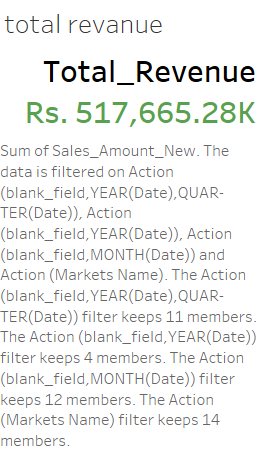 total revanue
Total_Revenue
Rs. 517,665.28K
Sum of Sales_Amount_New. The
data is filtered on Action
(blank_field,YEAR(Date),QUAR-
TER(Date)), Action
(blank_field,YEAR(Date)), Action
(blank_field,MONTH(Date)) and
Action (Markets Name). The Action
(blank_field,YEAR(Date),QUAR-
TER(Date)) filter keeps 11 members.
The Action (blank_field,YEAR(Date))
filter keeps 4 members. The Action
(blank_field,MONTH(Date)) filter
keeps 12 members. The Action
(Markets Name) filter keeps 14
members.